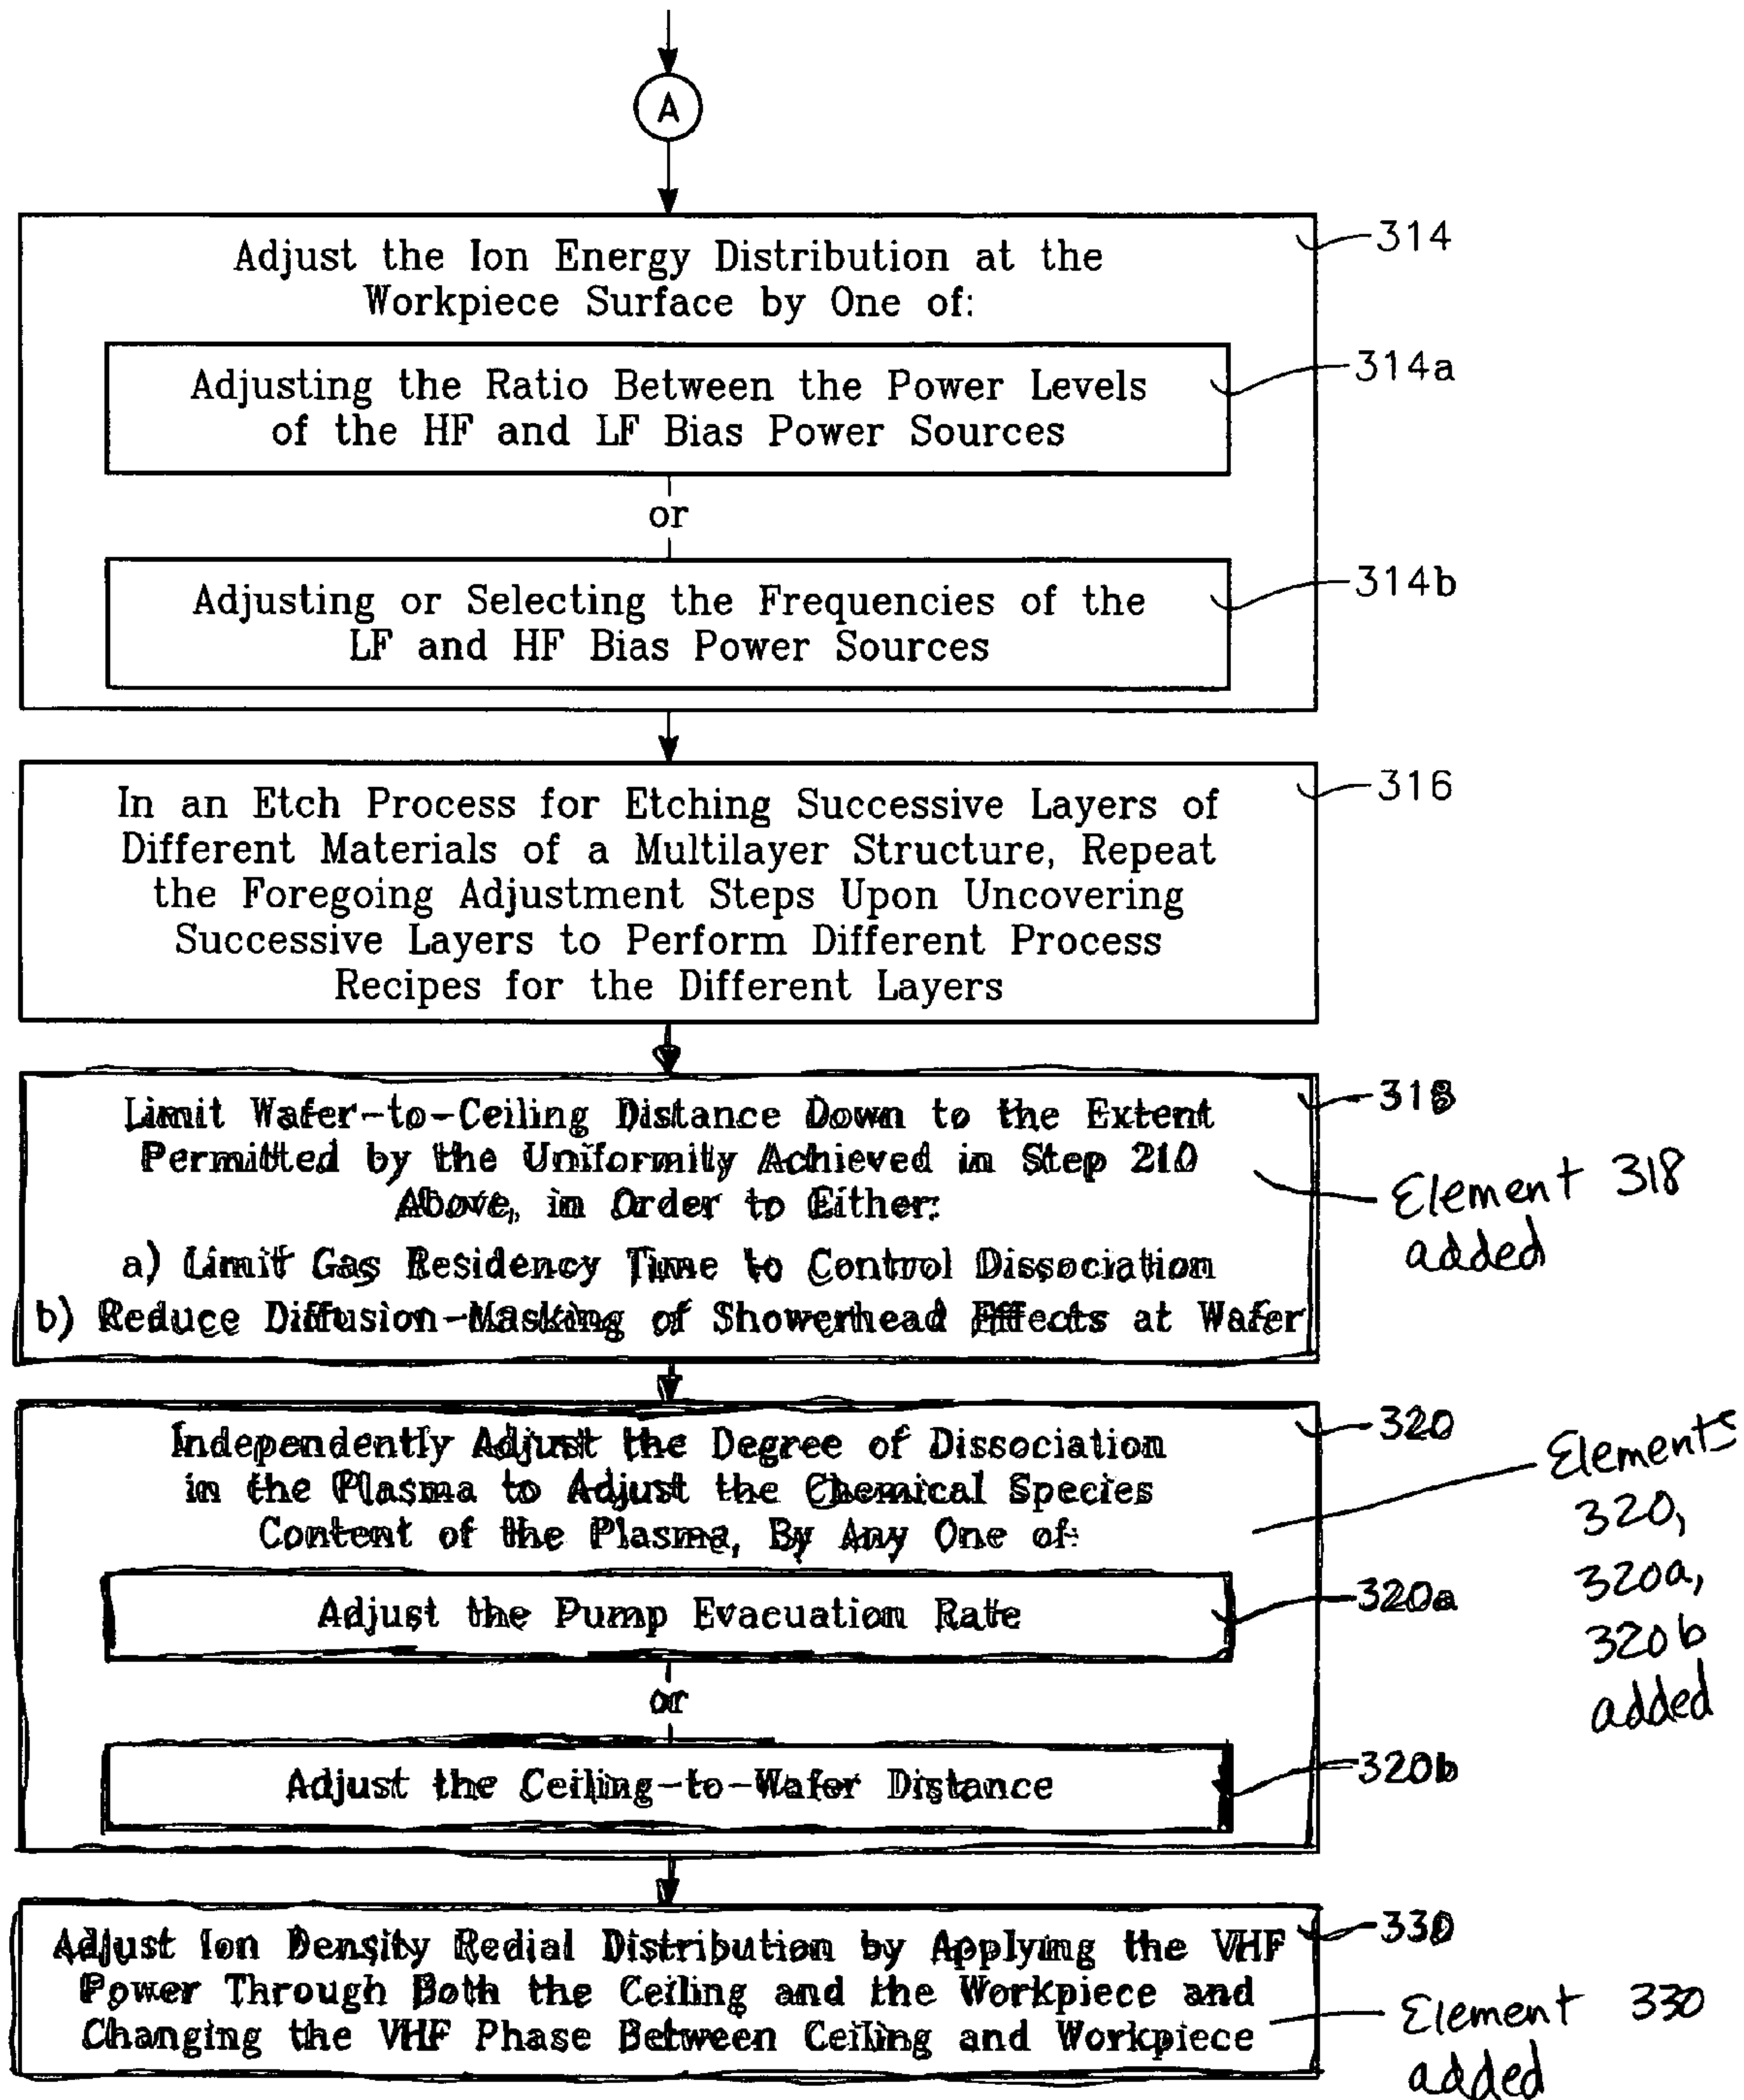 A
314
Adjust the Ion Energy Distribution at the
Workpiece Surface by One of:
314a
Adjusting the Ratio Between the Power Levels
of the HF and LF Bias Power Sources
or
314b
Adjusting or Selecting the Frequencies of the
LF and HF Bias Power Sources
316
In an Etch Process for Etching Successive Layers of
Different Materials of a Multilayer Structure, Repeat
the Foregoing Adjustment Steps Upon Uncovering
Successive Layers to Perform Different Process
Recipes for the Different Layers
318
Limit Wafer-to-Ceiling Distance Down to the Extent
Permitted by the Uniformity Achieved in Step 210
Above, in Order to Either:
a) Limit Gas Residency Time to Control Dissociation
b) Reduce Diffusion-Masking of Showerhead Effects at Wafer
Element 318
added
320
Independently Adjust the Degree of Dissociation
in the Plasma to Adjust the Chemical Species
Content of the Plasma, By Any One of:
320a
Adjust the Pump Evacuation Rate
or
320b
Adjust the Ceiling-to-Wafer Distance
Elements
320,
320a,
320b
added
330
Adjust Ion Density Redial Distribution by Applying the VHF
Power Through Both the Ceiling and the Workpiece and
Changing the VHF Phase Between Ceiling and Workpiece
Element 330
added